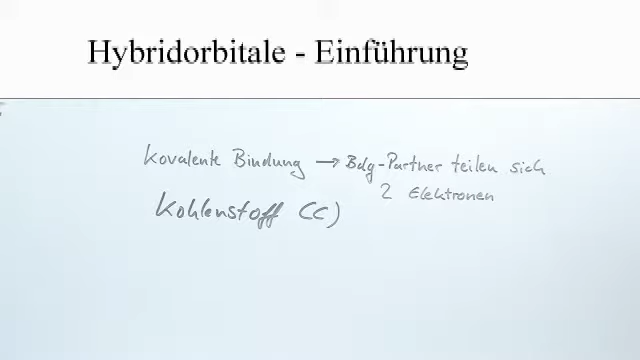 Hybridorbitale - Einführung
Kovalente Bindung → Bdg-Partner teilen sich
2 Elektronen
Kohlenstoff (C)